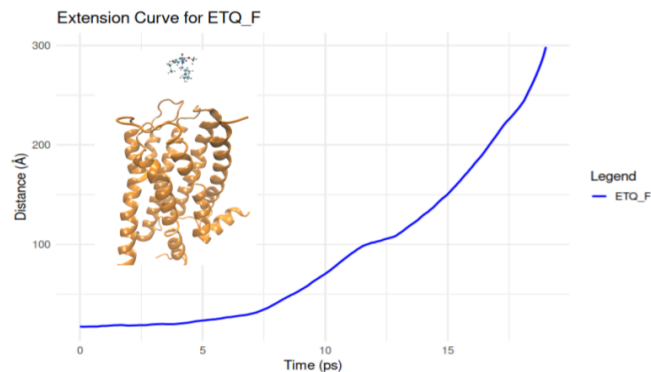 Extension Curve for ETQ_F
300
200
100
Distance (Å)
0
5
10
15
Time (ps)
Legend
ETQ_F